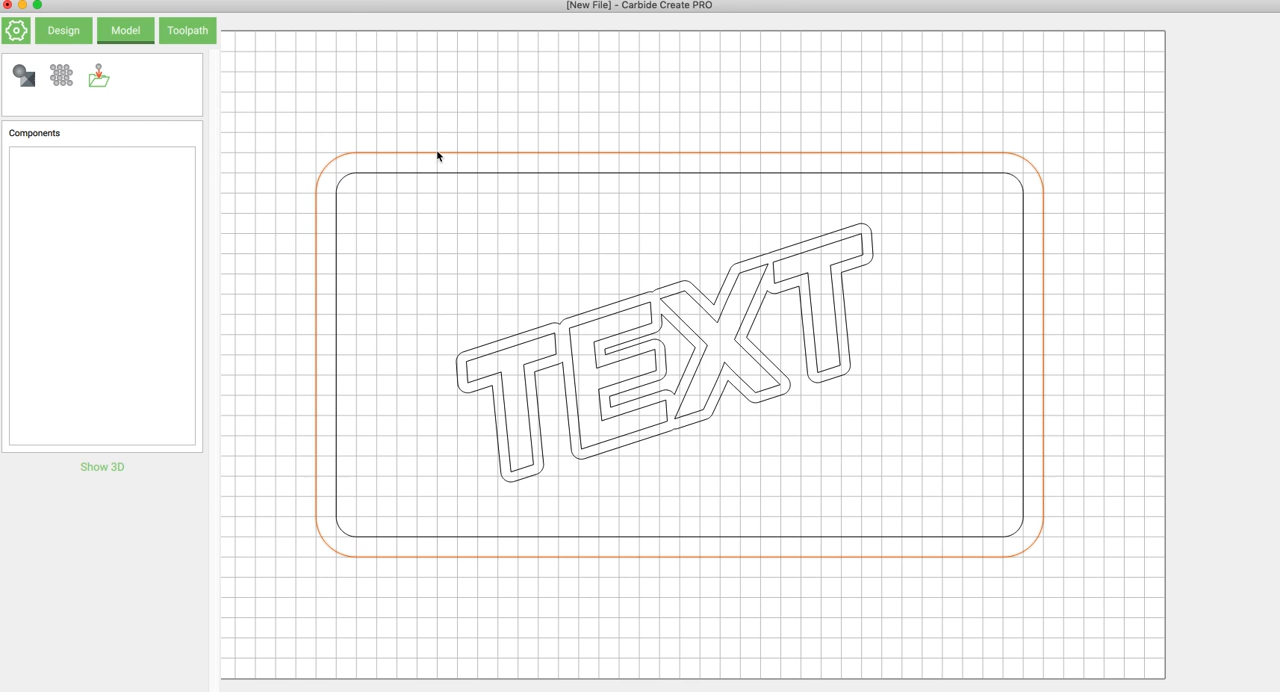 [New File] - Carbide Create PRO
Design Model Toolpath
Components
Show 3D
TEXT